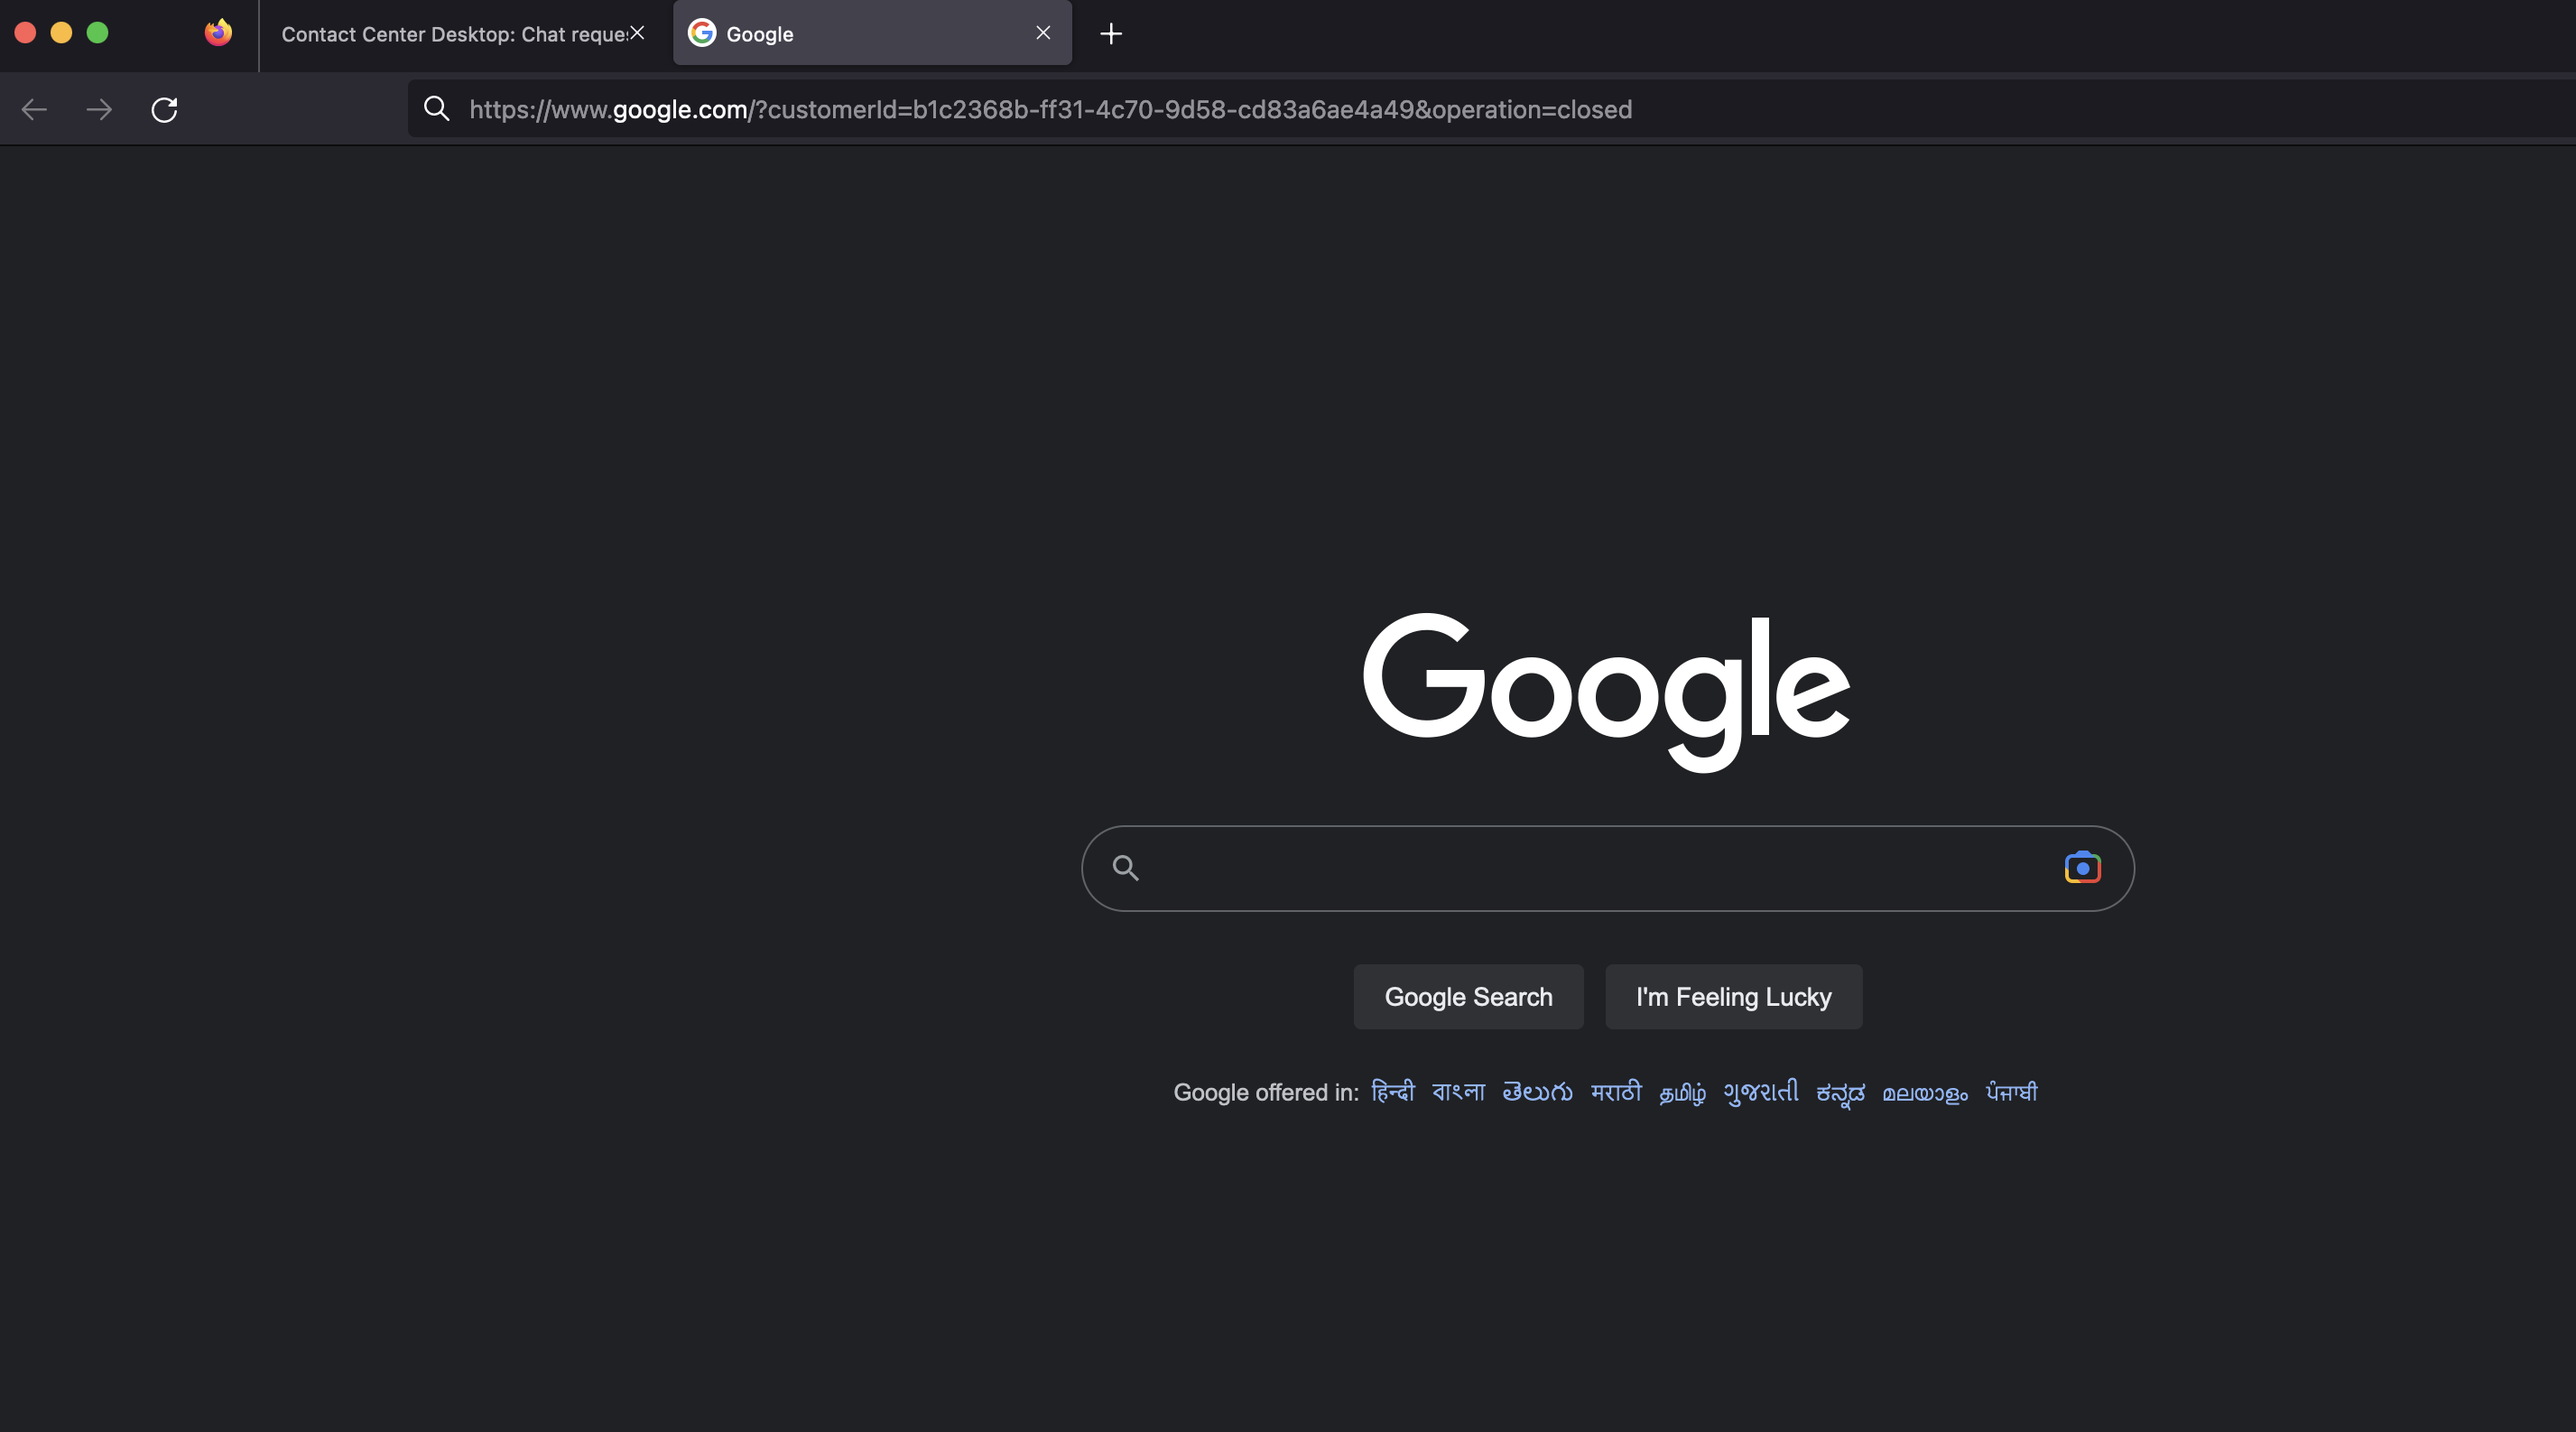 Contact Center Desktop: Chat reque
Google
https://www.google.com/?customerId=b1c2368b-ff31-4c70-9d58-cd83a6ae4a49&operation=closed
Google
Google Search
I'm Feeling Lucky
Google offered in: हिन्दी বাংলা తెలుగు मराठी தமிழ் ગુજરાતી ಕನ್ನಡ മലയാളം ਪੰਜਾਬੀ